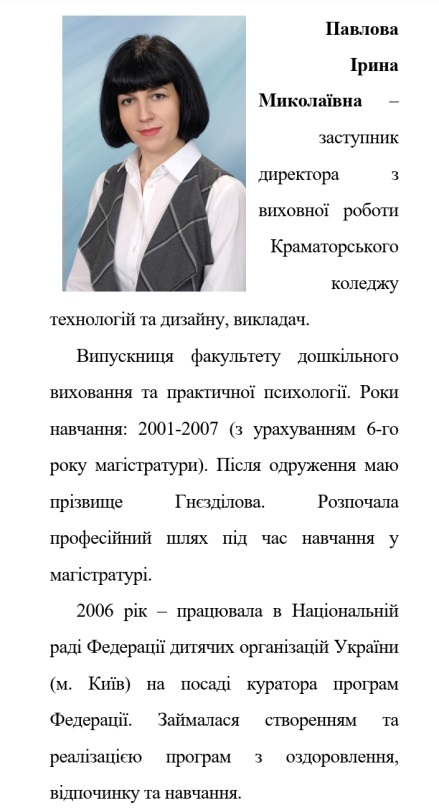 Павлова
Ірина
Миколаївна –
заступник
директора з
виховної роботи
Краматорського
коледжу
технологій та дизайну, викладач.
Випускниця факультету дошкільного
виховання та практичної психології. Роки
навчання: 2001-2007 (з урахуванням 6-го
року магістратури). Після одруження маю
прізвище Гнєзділова. Розпочала
професійний шлях під час навчання у
магістратурі.
2006 рік – працювала в Національній
раді Федерації дитячих організацій України
(м. Київ) на посаді куратора програм
Федерації. Займалася створенням та
реалізацією програм з оздоровлення,
відпочинку та навчання.